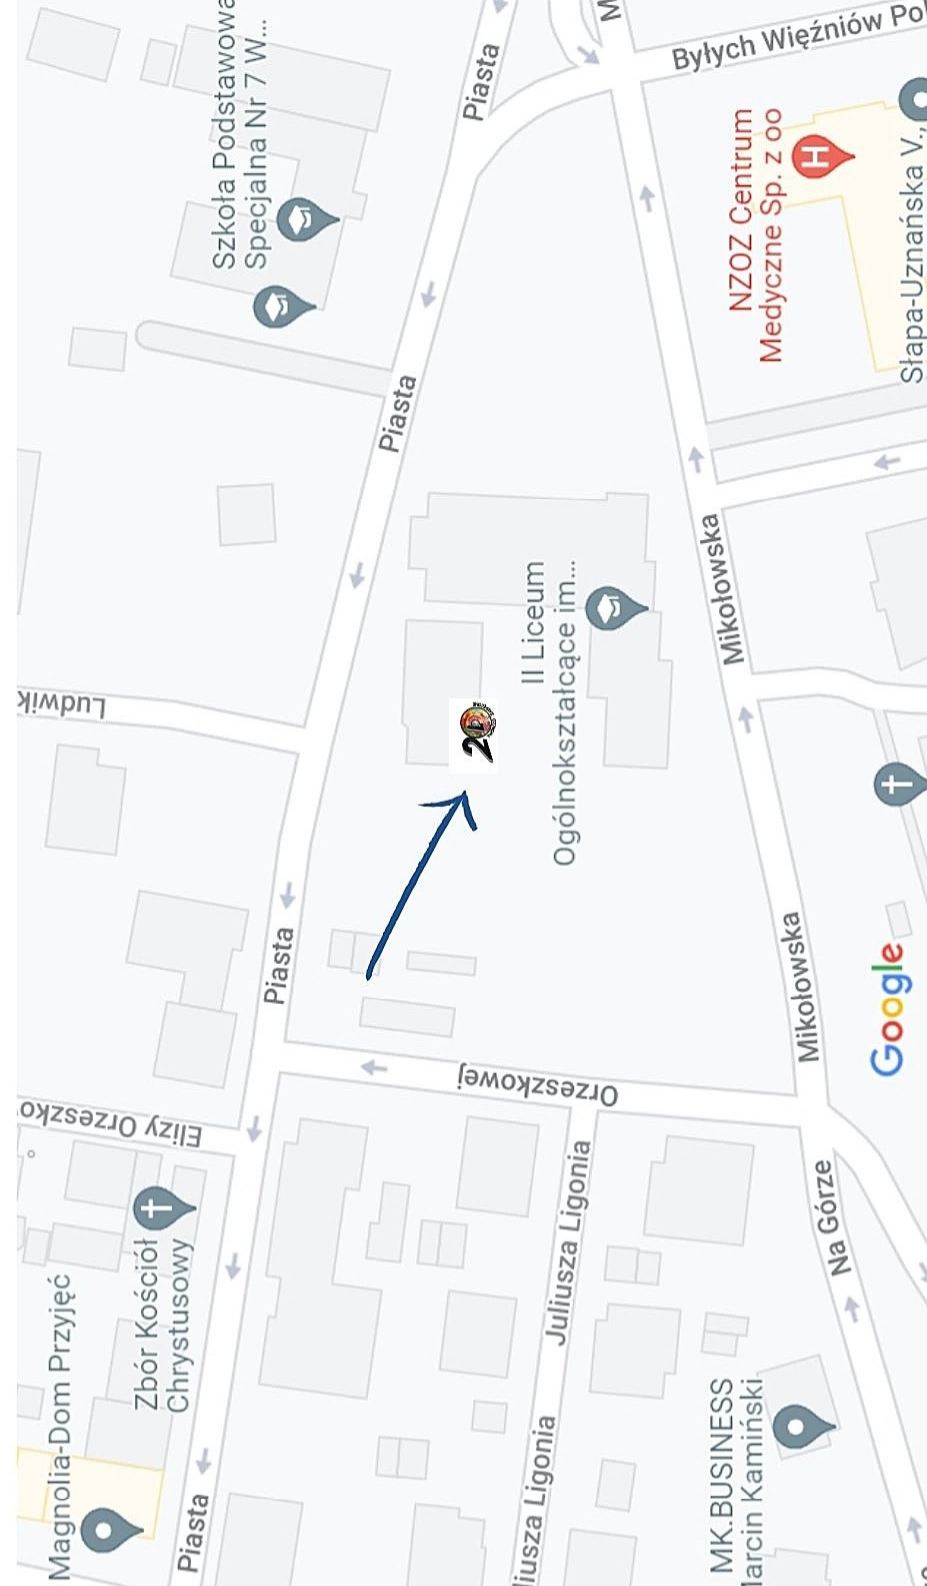 Szkoła Podstawowa
Specjalna Nr 7 W...
Piasta
M
Byłych Więźniów Pol
NZOZ Centrum
Medyczne Sp. z oo
H
Słapa-Uznańska V.,
Piasta
II Liceum
Ogólnokształcące im...
Mikołowska
Ludwik
20
Piasta
Mikołowska
Google
Orzeszkowej
Elizy Orzeszko
Zbór Kościół
Chrystusowy
Magnolia-Dom Przyjęć
Juliusza Ligonia
Na Górze
Piasta
liusza Ligonia
MK.BUSINESS
Marcin Kamiński